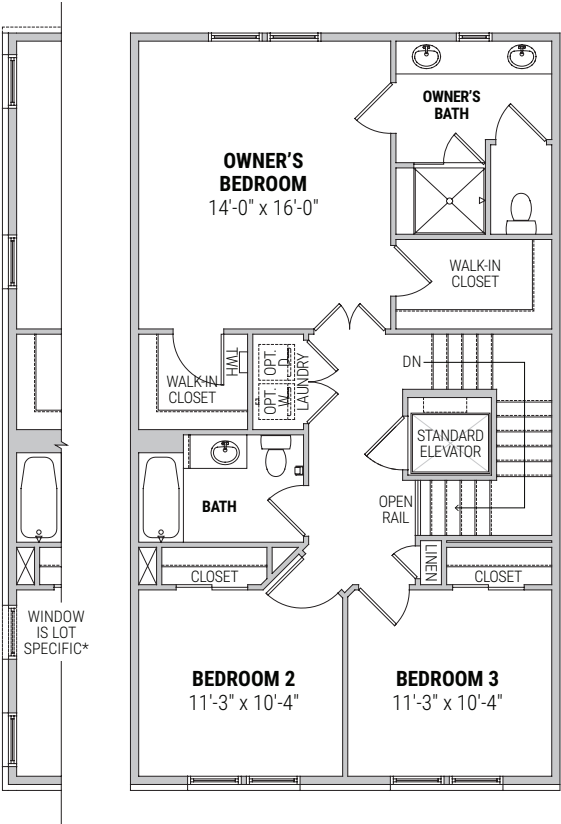 OWNER'S
BATH
OWNER'S
BEDROOM
14'-0" x 16'-0"
WALK-IN
CLOSET
WALK-IN
CLOSET
TWH
OPT.
D
OPT.
W
LAUNDRY
DN
STANDARD
ELEVATOR
BATH
OPEN
RAIL
CLOSET
LINEN
CLOSET
WINDOW
IS LOT
SPECIFIC*
BEDROOM 2
11'-3" x 10'-4"
BEDROOM 3
11'-3" x 10'-4"